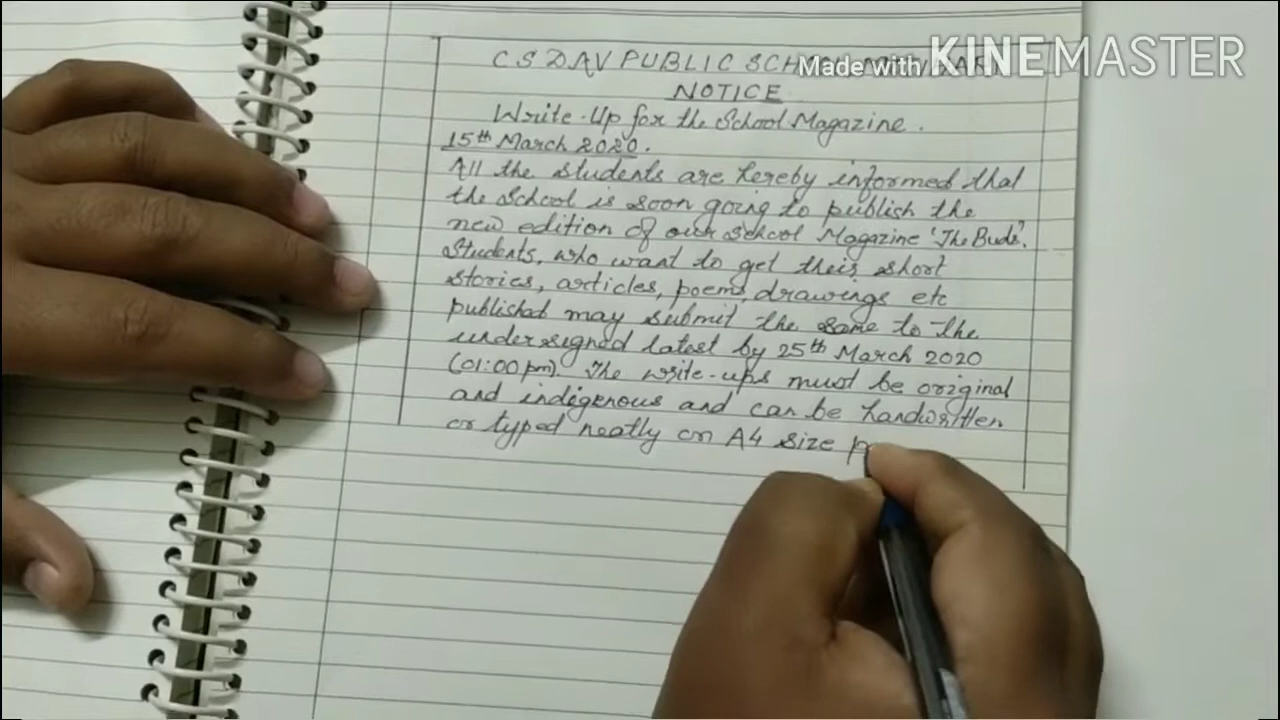 C S DAV PUBLIC
Made with KINEMASTER
NOTICE
Write-Up for the School Magazine.
15th March 2020.
All the students are hereby informed that
the School is soon going to publish the
new edition of our School Magazine 'The Buds'.
Students, who want to get their short
stories, articles, poems, drawings etc
published may submit the same to the
undersigned latest by 25th March 2020
(01:00pm). The write-ups must be original
and indigenous and can be handwritten
or typed neatly on A4 size p